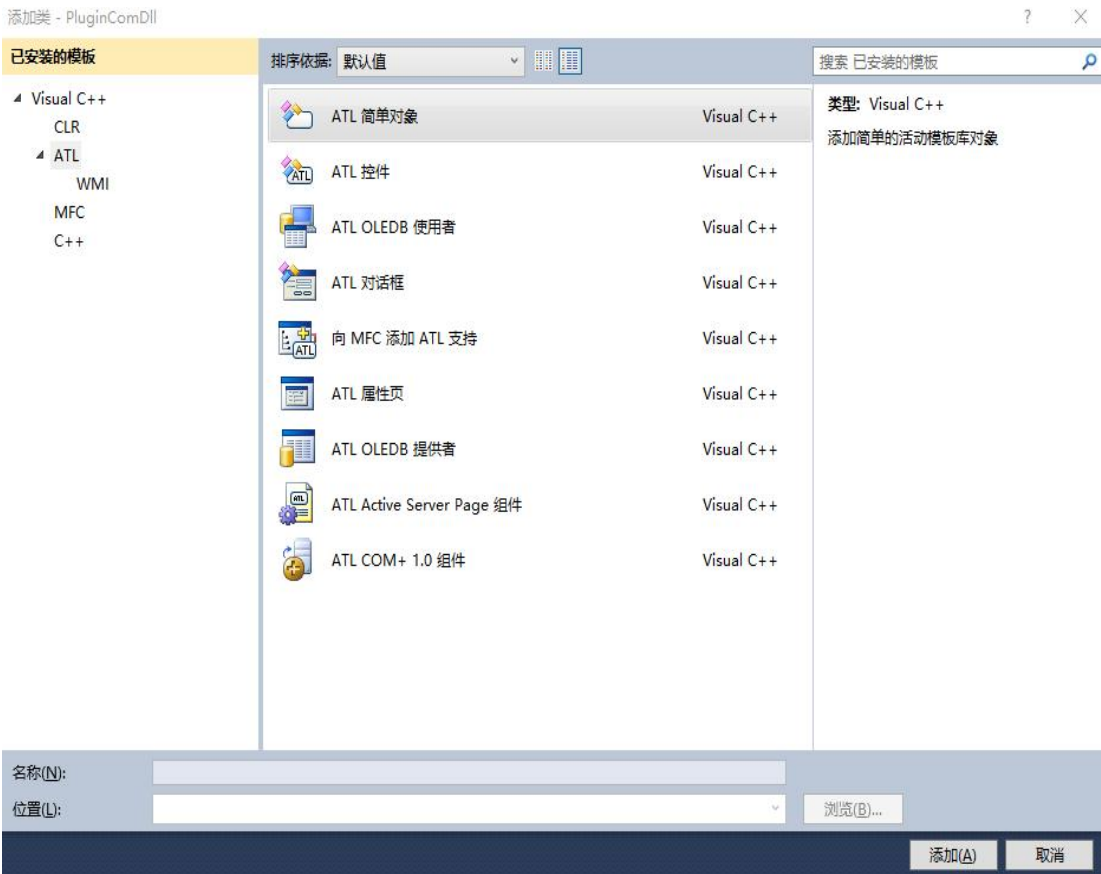 添加类 - PluginComDll
?
已安装的模板
排序依据: 默认值
搜索 已安装的模板
Visual C++
CLR
ATL
WMI
MFC
C++
ATL 简单对象 Visual C++
ATL 控件 Visual C++
ATL OLEDB 使用者 Visual C++
ATL 对话框 Visual C++
向 MFC 添加 ATL 支持 Visual C++
ATL 属性页 Visual C++
ATL OLEDB 提供者 Visual C++
ATL Active Server Page 组件 Visual C++
ATL COM+ 1.0 组件 Visual C++
类型: Visual C++
添加简单的活动模板库对象
名称(N):
位置(L):
浏览(B)...
添加(A)
取消